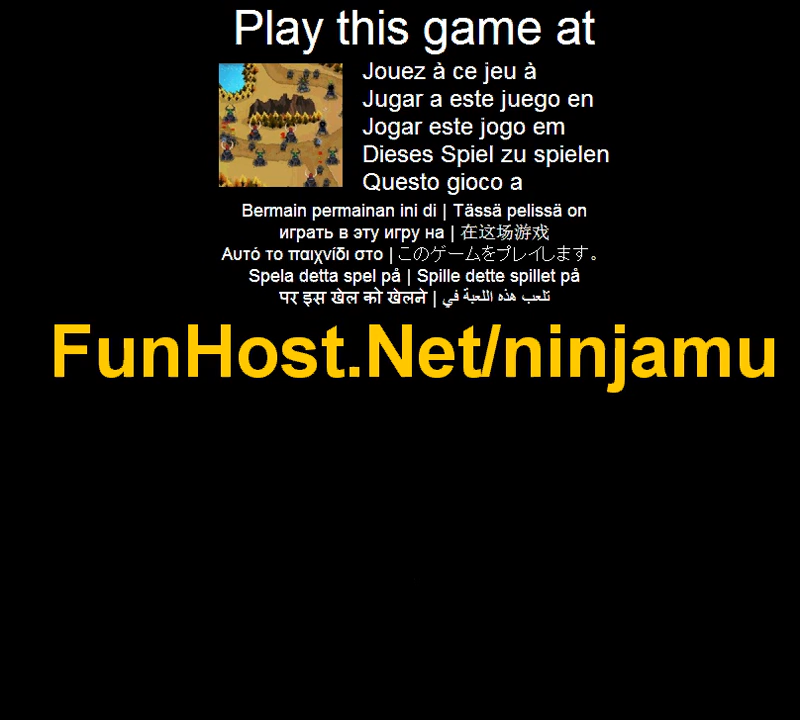 Play this game at
Jouez à ce jeu à
Jugar a este juego en
Jogar este jogo em
Dieses Spiel zu spielen
Questo gioco a
Bermain permainan ini di | Tässä pelissä on
играть в эту игру на | 在这场游戏
Αυτό το παιχνίδι στο | このゲームをプレイします。
Spela detta spel på | Spille dette spillet på
पर इस खेल को खेलने | تلعب هذه اللعبة في
FunHost.Net/ninjamu